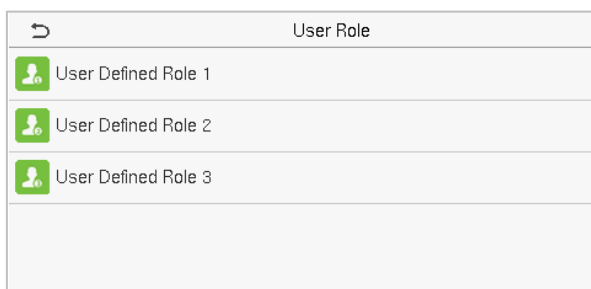 User Role
User Defined Role 1
User Defined Role 2
User Defined Role 3